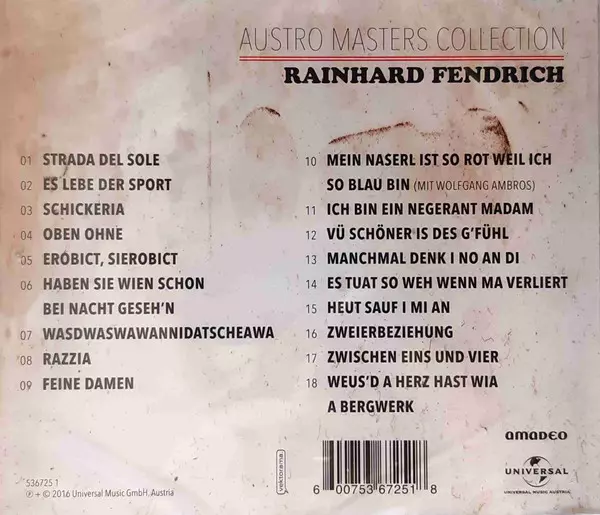 AUSTRO MASTERS COLLECTION
RAINHARD FENDRICH
01 STRADA DEL SOLE
02 ES LEBE DER SPORT
03 SCHICKERIA
04 OBEN OHNE
05 EROBICT, SIEROBICT
06 HABEN SIE WIEN SCHON
BEI NACHT GESEH'N
07 WASDWASWAWANNIDATSCHEAWA
08 RAZZIA
09 FEINE DAMEN
10 MEIN NASERL IST SO ROT WEIL ICH
SO BLAU BIN (MIT WOLFGANG AMBROS)
11 ICH BIN EIN NEGERANT MADAM
12 VÜ SCHÖNER IS DES G'FÜHL
13 MANCHMAL DENK I NO AN DI
14 ES TUAT SO WEH WENN MA VERLIERT
15 HEUT SAUF I MI AN
16 ZWEIERBEZIEHUNG
17 ZWISCHEN EINS UND VIER
18 WEUS'D A HERZ HAST WIA
A BERGWERK
536725 1
℗ + © 2016 Universal Music GmbH, Austria
vektorama
6 00753 67251 8
amadeo
UNIVERSAL
UNIVERSAL MUSIC AUSTRIA